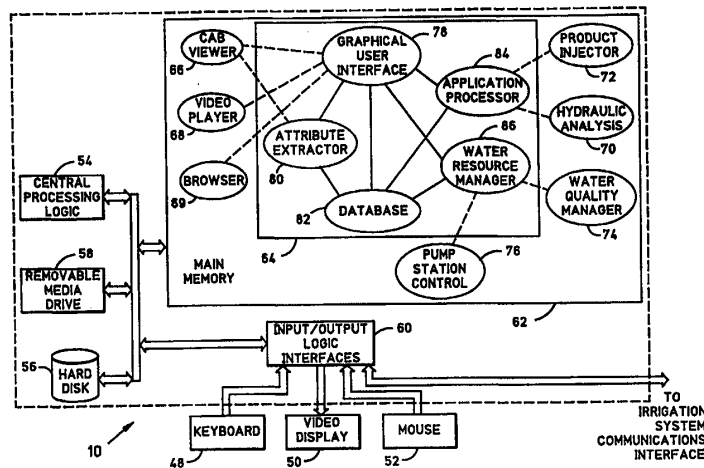 78
CAD
VIEWER
66
GRAPHICAL
USER
INTERFACE
84
PRODUCT
INJECTOR
72
VIDEO
PLAYER
68
APPLICATION
PROCESSOR
86
HYDRAULIC
ANALYSIS
70
54
CENTRAL
PROCESSING
LOGIC
ATTRIBUTE
EXTRACTOR
80
WATER
RESOURCE
MANAGER
BROWSER
69
82
DATABASE
WATER
QUALITY
MANAGER
74
58
REMOVABLE
MEDIA
DRIVE
64
MAIN
MEMORY
76
PUMP
STATION
CONTROL
62
56
HARD
DISK
INPUT/OUTPUT
LOGIC
INTERFACES
60
10
KEYBOARD
48
VIDEO
DISPLAY
50
MOUSE
52
TO
IRRIGATION
SYSTEM
COMMUNICATIONS
INTERFACE